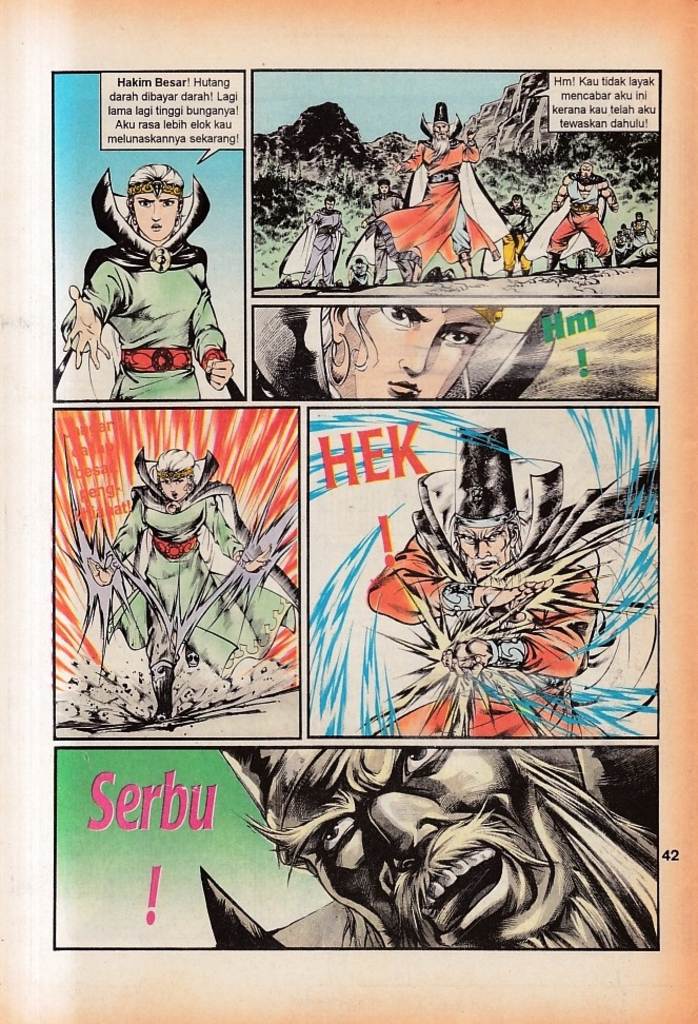 Hakim Besar! Hutang
darah dibayar darah! Lagi
lama lagi tinggi bunganya!
Aku rasa lebih elok kau
melunaskannya sekarang!
Hm! Kau tidak layak
mencabar aku ini
kerana kau telah aku
tewaskan dahulu!
Hm
!
besar
HEK
!
Serbu
!
42